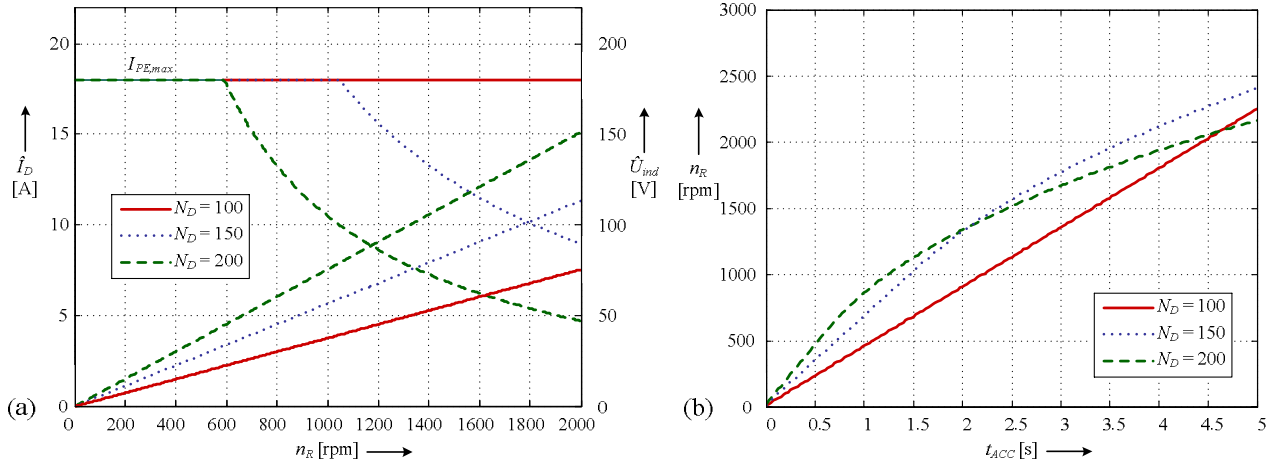 20
15
10
5
0
Î_D
[A]
I_PE,max
N_D = 100
N_D = 150
N_D = 200
200
150
100
50
0
Û_ind
[V]
200 400 600 800 1000 1200 1400 1600 1800 2000
n_R [rpm]
(a)
3000
2500
2000
1500
1000
500
0
n_R
[rpm]
N_D = 100
N_D = 150
N_D = 200
0 0.5 1 1.5 2 2.5 3 3.5 4 4.5 5
t_ACC [s]
(b)